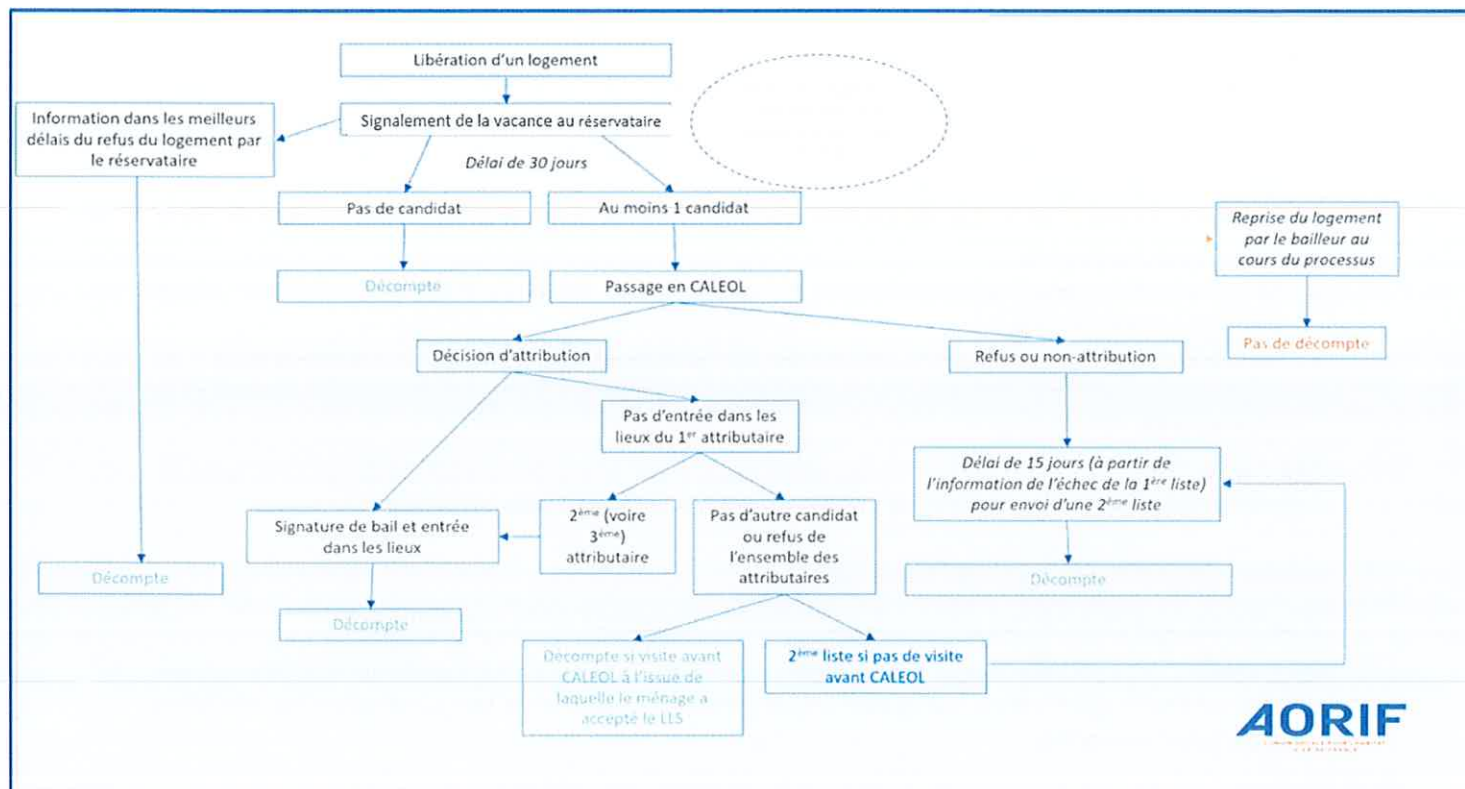 Libération d'un logement
Information dans les meilleurs
délais du refus du logement par
le réservataire
Signalement de la vacance au réservataire
Délai de 30 jours
Pas de candidat
Au moins 1 candidat
Reprise du logement
par le bailleur au
cours du processus
Décompte
Passage en CALEOL
Pas de décompte
Décision d'attribution
Refus ou non-attribution
Pas d'entrée dans les
lieux du 1er attributaire
Délai de 15 jours (à partir de
l'information de l'échec de la 1ère liste)
pour envoi d'une 2ème liste
Signature de bail et entrée
dans les lieux
2ème (voire
3ème)
attributaire
Pas d'autre candidat
ou refus de
l'ensemble des
attributaires
Décompte
Décompte
Décompte
Décompte si visite avant
CALEOL à l'issue de
laquelle le ménage a
accepté le LLS
2ème liste si pas de visite
avant CALEOL
AORIF